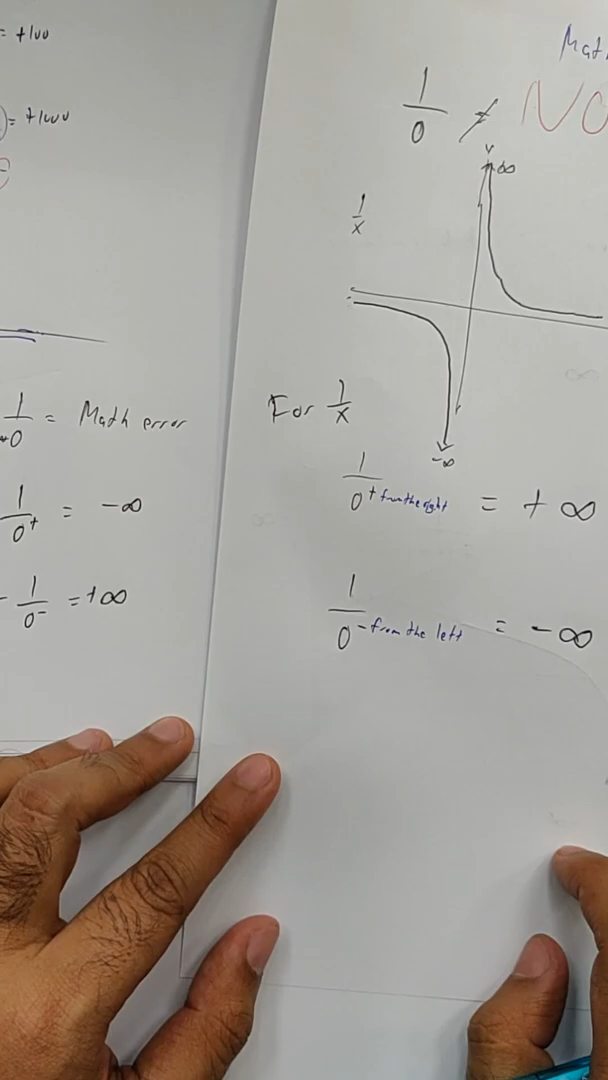 = +100
= +1000
1/0 = Math error
1/0⁺ = -∞
- 1/0⁻ = +∞
Mat
1/0 ≠ NO
+∞
1/x
-∞
For 1/x
1/0⁺ from the right = + ∞
1/0⁻ from the left = - ∞